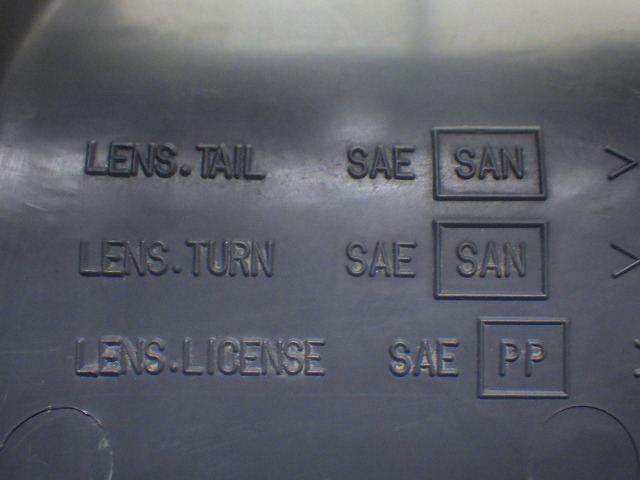 LENS.TAIL SAE SAN >
LENS.TURN SAE SAN >
LENS.LICENSE SAE PP